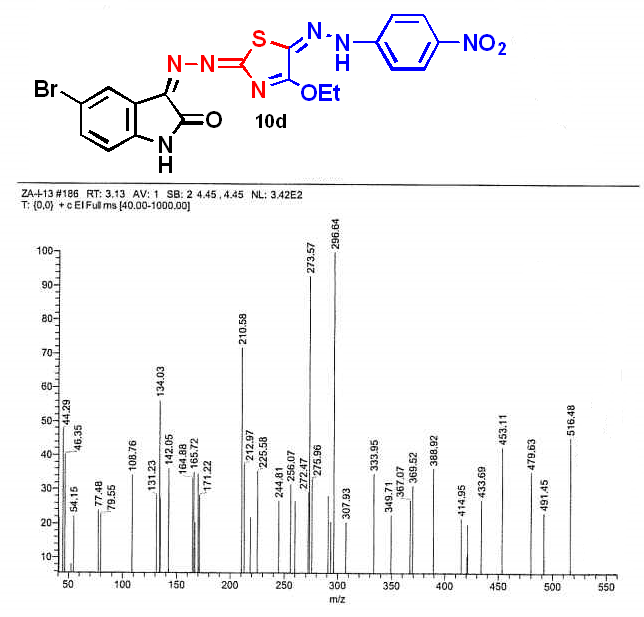 S
N
N
H
NO2
N
N
N
OEt
Br
O
N
H
10d
ZA-I-13 #186 RT: 3.13 AV: 1 SB: 2 4.45 , 4.45 NL: 3.42E2
T: {0,0} + c EI Full ms [40.00-1000.00]
296.64
273.57
210.58
134.03
44.29
46.35
54.15
77.48
79.55
108.76
131.23
142.05
164.88
165.72
171.22
212.97
225.58
244.81
256.07
272.47
275.96
307.93
333.95
349.71
367.07
369.52
388.92
414.95
433.69
453.11
479.63
491.45
516.48
100
90
80
70
60
50
40
30
20
10
50 100 150 200 250 300 350 400 450 500 550
m/z